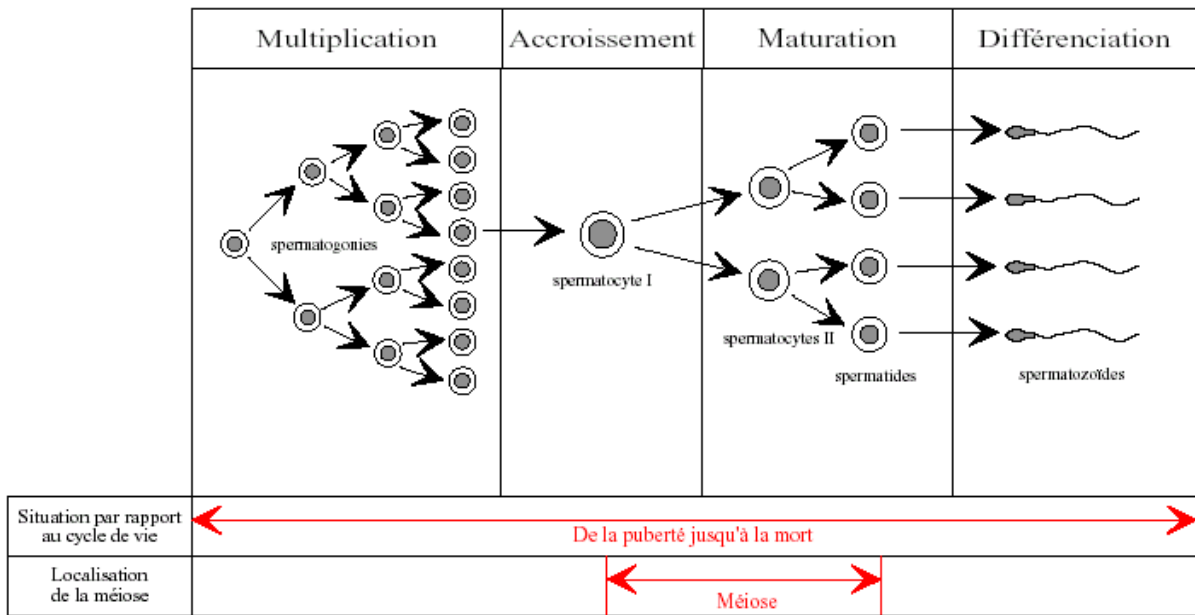 Multiplication
Accroissement
Maturation
Différenciation
spermatogonies
spermatocyte I
spermatocytes II
spermatides
spermatozoïdes
Situation par rapport
au cycle de vie
De la puberté jusqu'à la mort
Localisation
de la méiose
Méiose